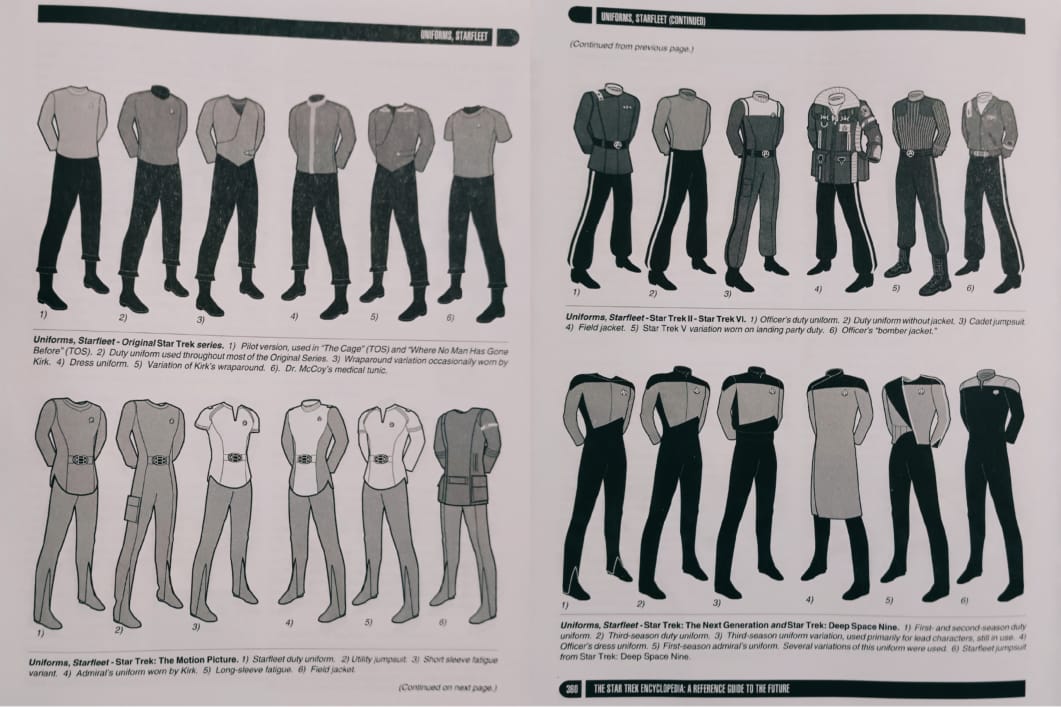 UNIFORMS, STARFLEET
1)
2)
3)
4)
5)
6)
Uniforms, Starfleet - Original Star Trek series. 1) Pilot version, used in "The Cage" (TOS) and "Where No Man Has Gone
Before" (TOS). 2) Duty uniform used throughout most of the Original Series. 3) Wraparound variation occasionally worn by
Kirk. 4) Dress uniform. 5) Variation of Kirk's wraparound. 6). Dr. McCoy's medical tunic.
1)
2)
3)
4)
5)
6)
Uniforms, Starfleet - Star Trek: The Motion Picture. 1) Starfleet duty uniform. 2) Utility jumpsuit. 3) Short sleeve fatigue
variant. 4) Admiral's uniform worn by Kirk. 5) Long-sleeve fatigue. 6) Field jacket.
(Continued on next page.)
UNIFORMS, STARFLEET (CONTINUED)
(Continued from previous page.)
1)
2)
3)
4)
5)
6)
Uniforms, Starfleet - Star Trek II - Star Trek VI. 1) Officer's duty uniform. 2) Duty uniform without jacket. 3) Cadet jumpsuit.
4) Field jacket. 5) Star Trek V variation worn on landing party duty. 6) Officer's "bomber jacket."
1)
2)
3)
4)
5)
6)
Uniforms, Starfleet - Star Trek: The Next Generation and Star Trek: Deep Space Nine. 1) First- and second-season duty
uniform. 2) Third-season duty uniform. 3) Third-season uniform variation, used primarily for lead characters, still in use. 4)
Officer's dress uniform. 5) First-season admiral's uniform. Several variations of this uniform were used. 6) Starfleet jumpsuit
from Star Trek: Deep Space Nine.
360 THE STAR TREK ENCYCLOPEDIA: A REFERENCE GUIDE TO THE FUTURE